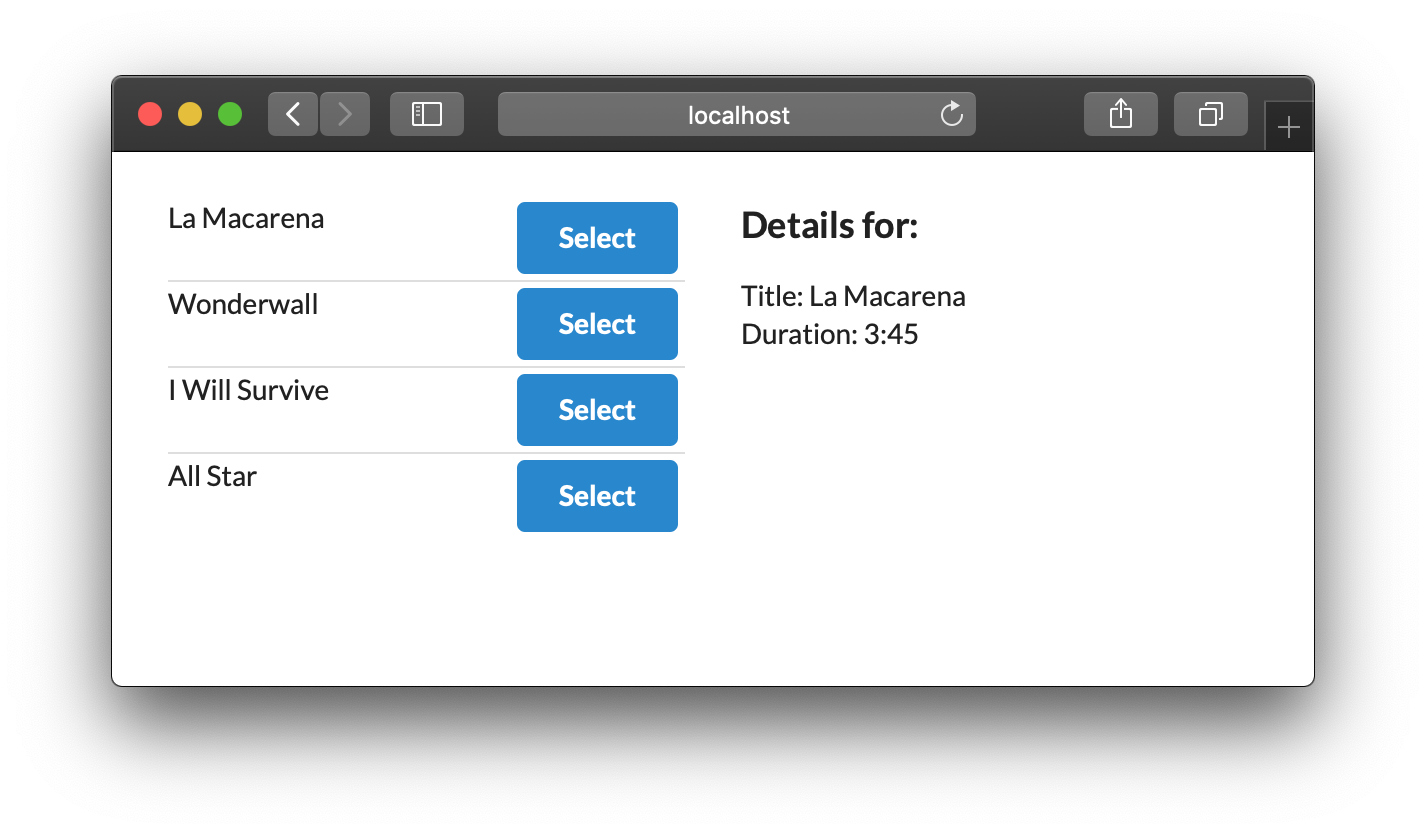 localhost
La Macarena
Select
Wonderwall
Select
I Will Survive
Select
All Star
Select
Details for:
Title: La Macarena
Duration: 3:45